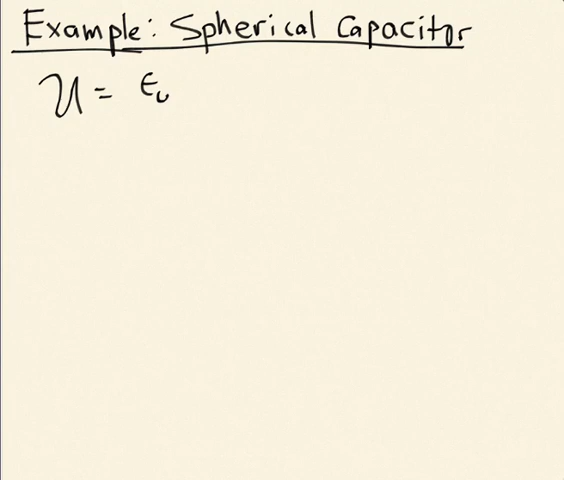 Example: Spherical Capacitor
U = ε₀